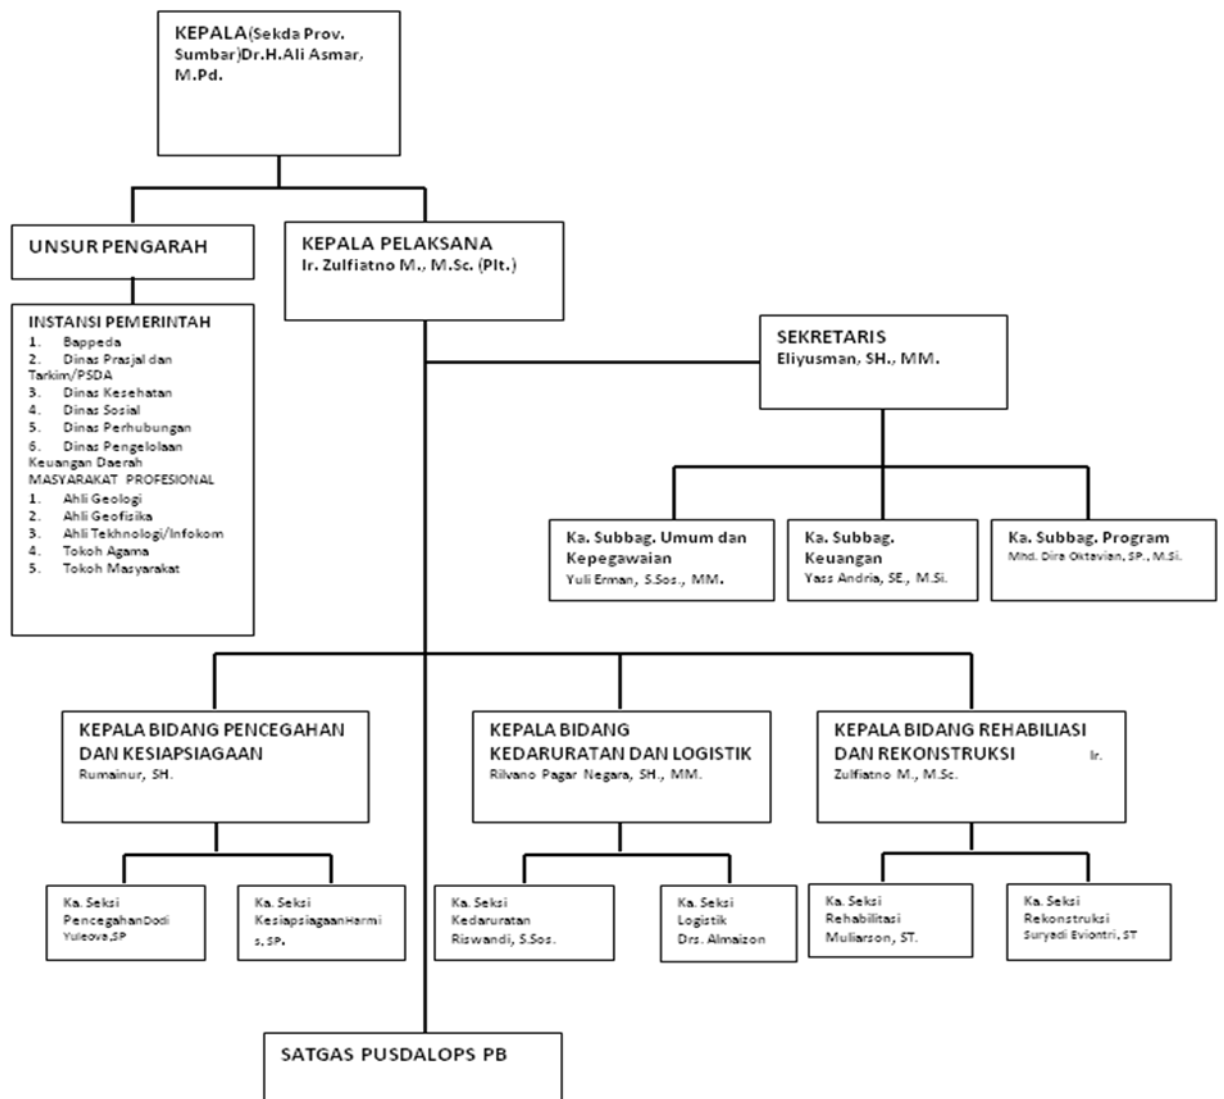 KEPALA(Sekda Prov.
Sumbar)Dr.H.Ali Asmar,
M.Pd.
UNSUR PENGARAH
KEPALA PELAKSANA
Ir. Zulfiatno M., M.Sc. (Plt.)
INSTANSI PEMERINTAH
1. Bappeda
2. Dinas Prasjal dan
Tarkim/PSDA
3. Dinas Kesehatan
4. Dinas Sosial
5. Dinas Perhubungan
6. Dinas Pengelolaan
Keuangan Daerah
MASYARAKAT PROFESIONAL
1. Ahli Geologi
2. Ahli Geofisika
3. Ahli Tekhnologi/Infokom
4. Tokoh Agama
5. Tokoh Masyarakat
SEKRETARIS
Eliyusman, SH., MM.
Ka. Subbag. Umum dan
Kepegawaian
Yuli Erman, S.Sos., MM.
Ka. Subbag.
Keuangan
Yass Andria, SE., M.Si.
Ka. Subbag. Program
Mhd. Dira Oktavian, SP., M.Si.
KEPALA BIDANG PENCEGAHAN
DAN KESIAPSIAGAAN
Rumainur, SH.
KEPALA BIDANG
KEDARURATAN DAN LOGISTIK
Rilvano Pagar Negara, SH., MM.
KEPALA BIDANG REHABILIASI
DAN REKONSTRUKSI Ir.
Zulfiatno M., M.Sc.
Ka. Seksi
PencegahanDodi
Yuleova,SP
Ka. Seksi
KesiapsiagaanHarmi
s, SP.
Ka. Seksi
Kedaruratan
Riswandi, S.Sos.
Ka. Seksi
Logistik
Drs. Almaizon
Ka. Seksi
Rehabilitasi
Muliarson, ST.
Ka. Seksi
Rekonstruksi
Suryadi Eviontri, ST
SATGAS PUSDALOPS PB